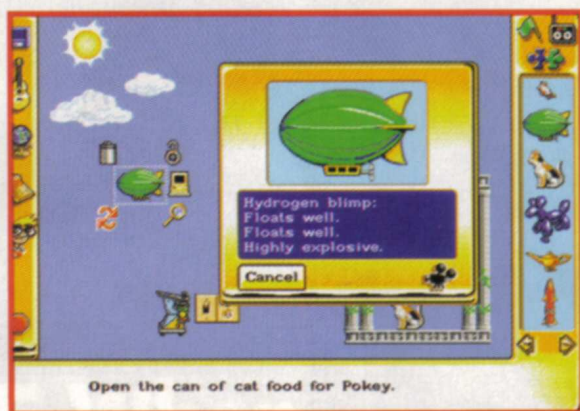 Hydrogen blimp:
Floats well.
Floats well.
Highly explosive.
Cancel
Open the can of cat food for Pokey.